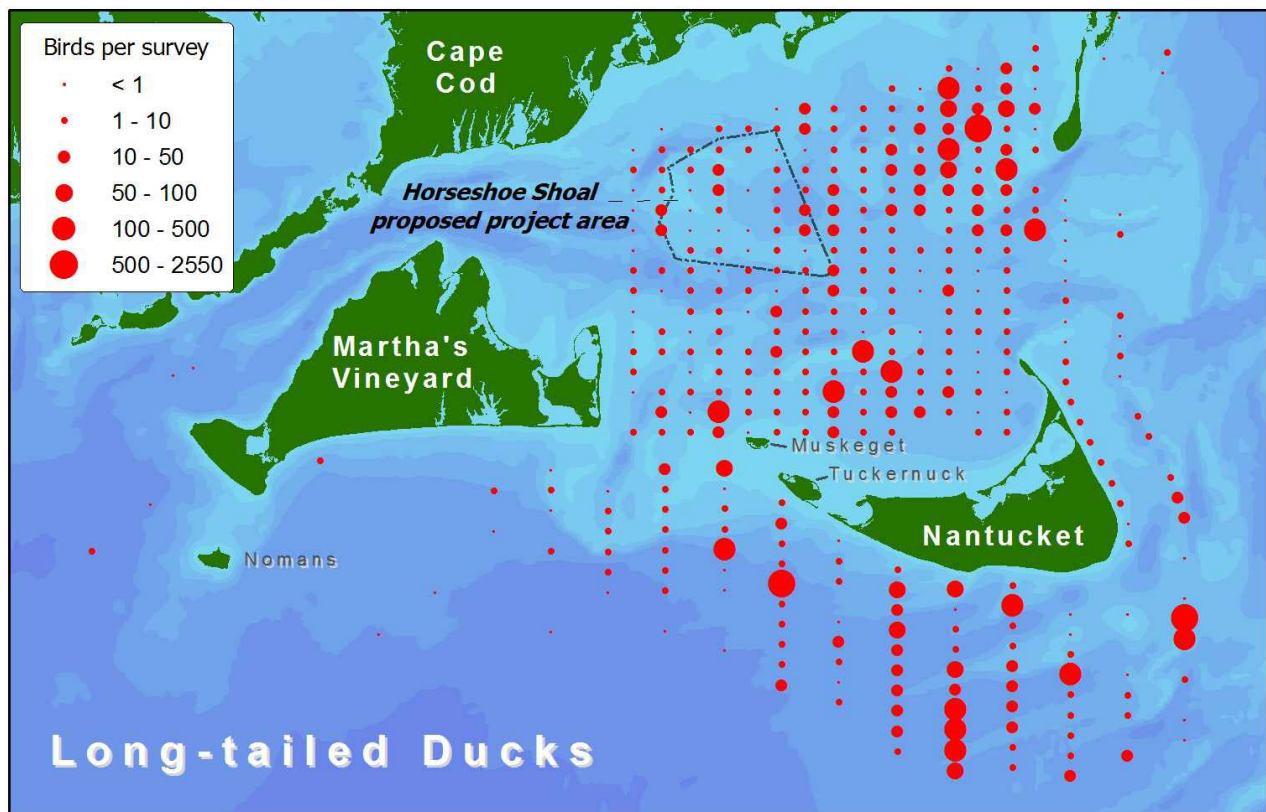 Birds per survey
< 1
1 - 10
10 - 50
50 - 100
100 - 500
500 - 2550
Cape
Cod
Horseshoe Shoal
proposed project area
Martha's
Vineyard
Muskeget
Tuckernuck
Nantucket
Nomans
Long-tailed Ducks